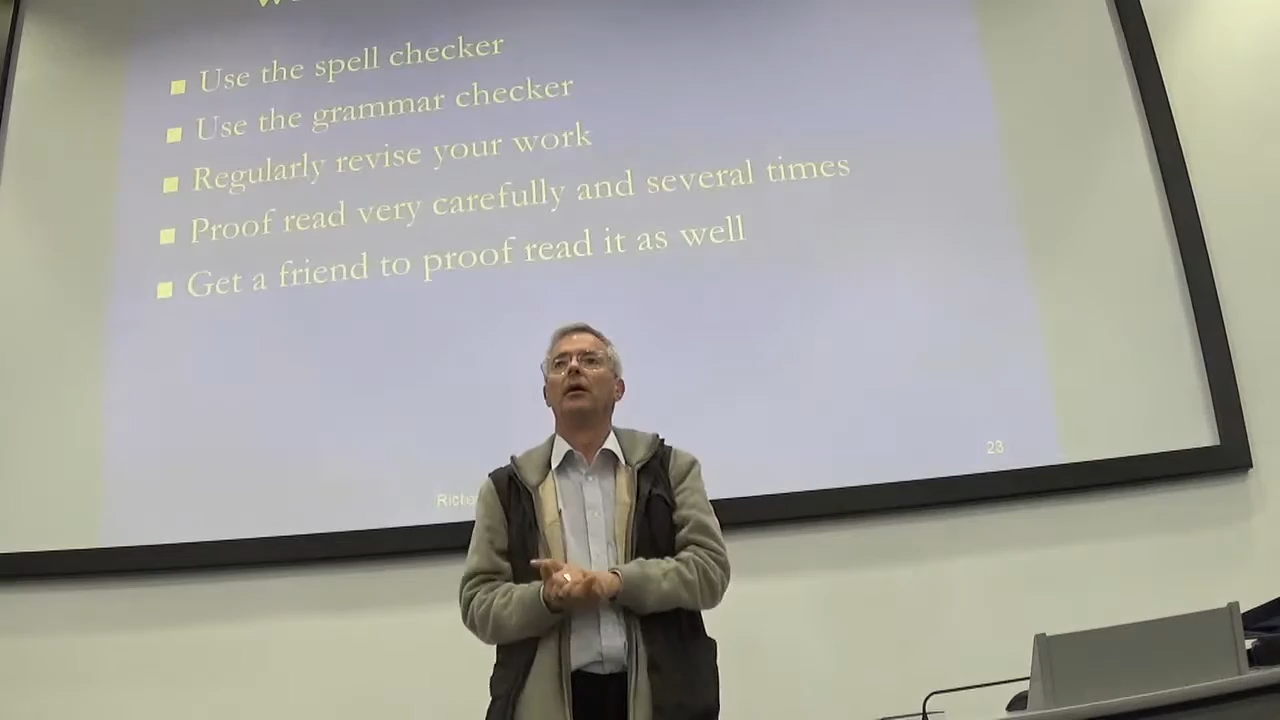 Use the spell checker
Use the grammar checker
Regularly revise your work
Proof read very carefully and several times
Get a friend to proof read it as well
23